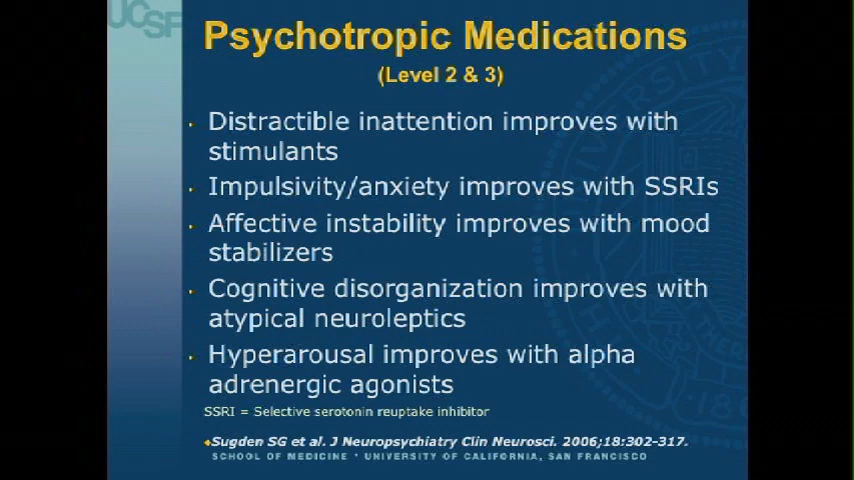 UCSF
Psychotropic Medications
(Level 2 & 3)
• Distractible inattention improves with
stimulants
• Impulsivity/anxiety improves with SSRIs
• Affective instability improves with mood
stabilizers
• Cognitive disorganization improves with
atypical neuroleptics
• Hyperarousal improves with alpha
adrenergic agonists
SSRI = Selective serotonin reuptake inhibitor
◆Sugden SG et al. J Neuropsychiatry Clin Neurosci. 2006;18:302-317.
SCHOOL OF MEDICINE * UNIVERSITY OF CALIFORNIA, SAN FRANCISCO